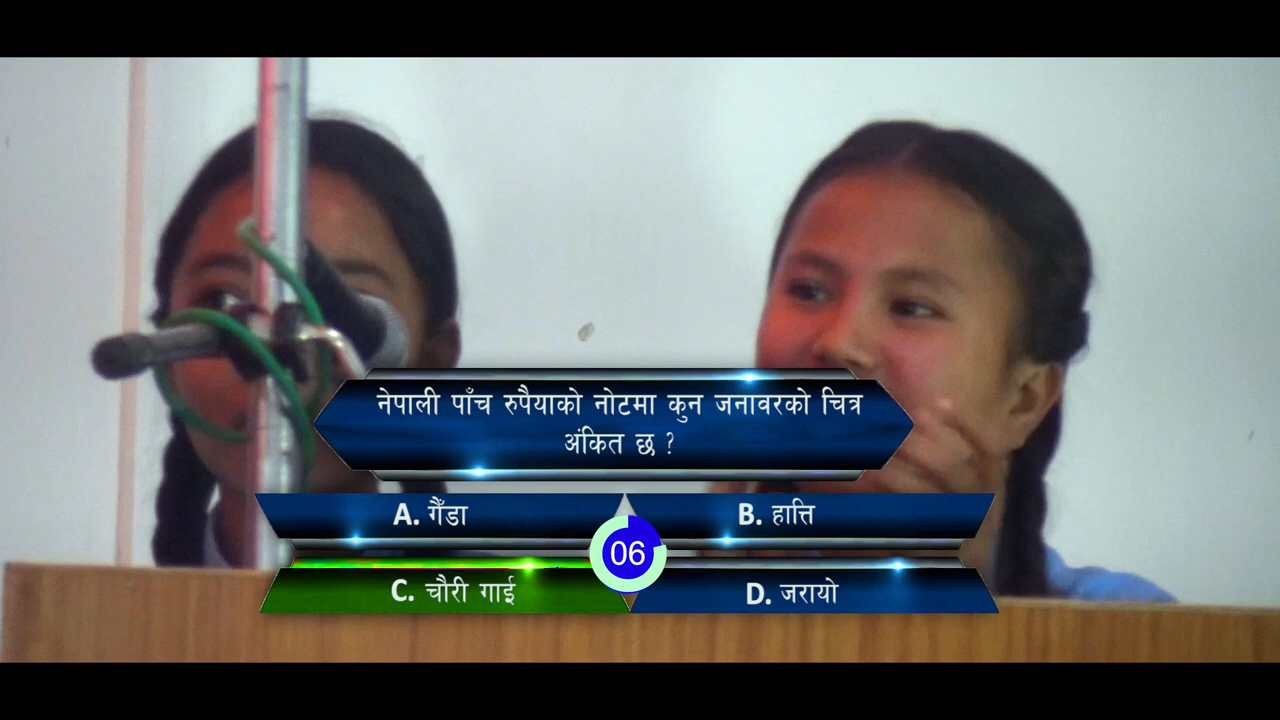 नेपाली पाँच रुपैयाको नोटमा कुन जनावरको चित्र
अंकित छ ?
A. गैँडा
B. हात्ति
06
C. चौरी गाई
D. जरायो